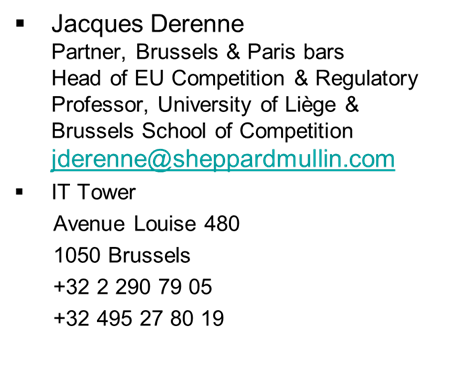 ▪ Jacques Derenne
Partner, Brussels & Paris bars
Head of EU Competition & Regulatory
Professor, University of Liège &
Brussels School of Competition
jderenne@sheppardmullin.com
▪ IT Tower
Avenue Louise 480
1050 Brussels
+32 2 290 79 05
+32 495 27 80 19